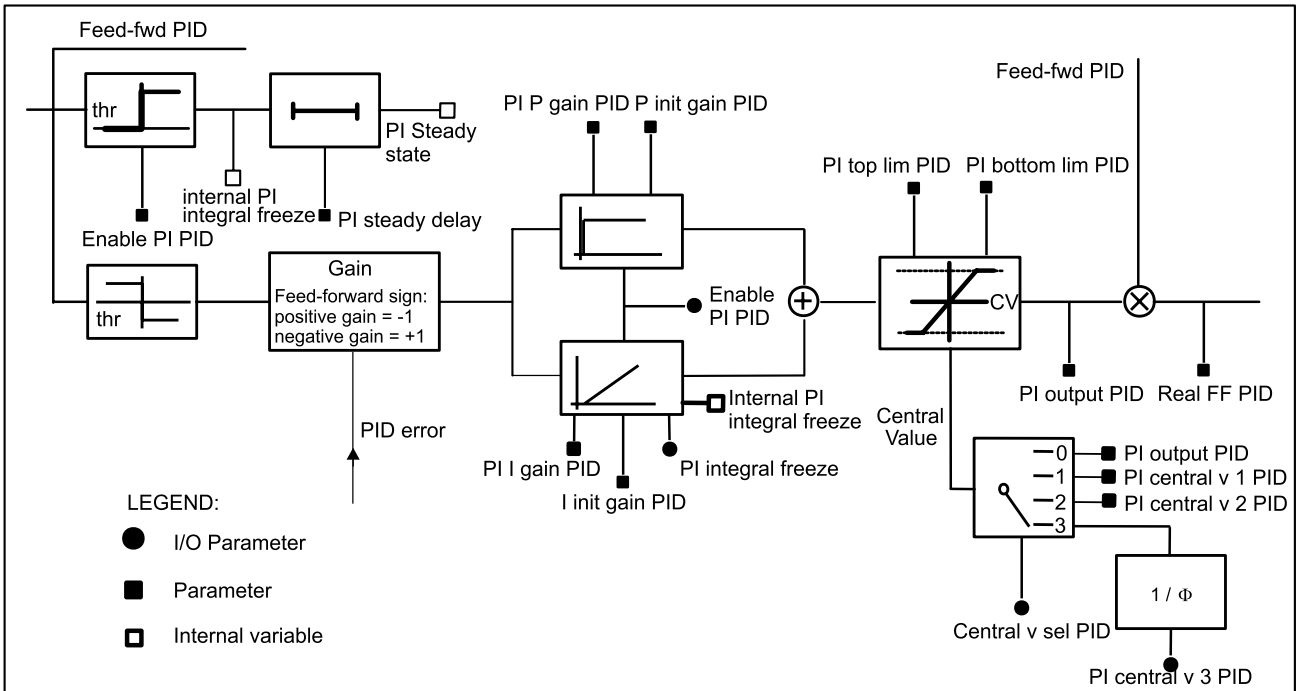 Feed-fwd PID
thr
PI Steady
state
internal PI
integral freeze
PI steady delay
Enable PI PID
thr
Gain
Feed-forward sign:
positive gain = -1
negative gain = +1
PID error
PI P gain PID
P init gain PID
Enable
PI PID
Internal PI
integral freeze
PI I gain PID
PI integral freeze
I init gain PID
PI top lim PID
PI bottom lim PID
Feed-fwd PID
CV
PI output PID
Real FF PID
Central
Value
0
PI output PID
1
PI central v 1 PID
2
PI central v 2 PID
3
1 / Φ
Central v sel PID
PI central v 3 PID
LEGEND:
I/O Parameter
Parameter
Internal variable